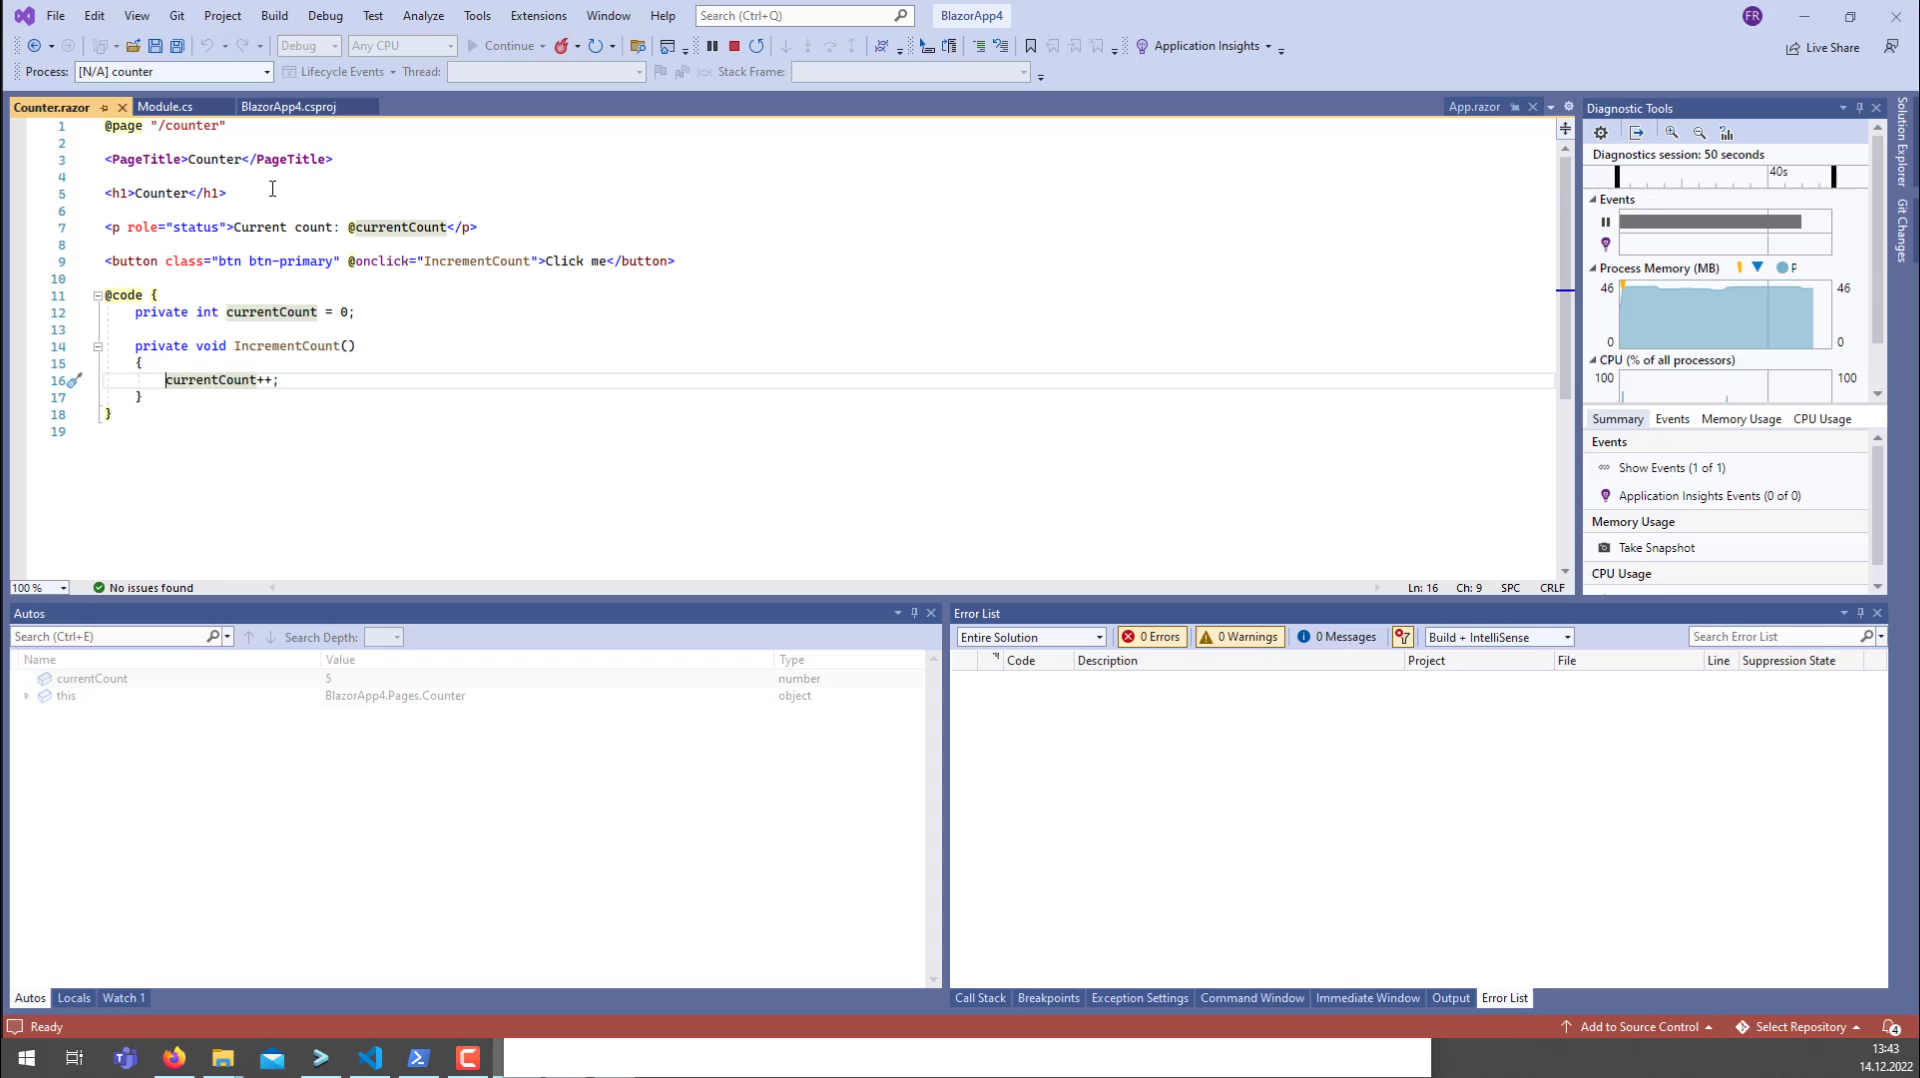 File Edit View Git Project Build Debug Test Analyze Tools Extensions Window Help Search (Ctrl+Q) BlazorApp4 FR
Debug Any CPU Continue Application Insights Live Share
Process: [N/A] counter Lifecycle Events Thread: Stack Frame:
Counter.razor Module.cs BlazorApp4.csproj App.razor
1 @page "/counter"
2
3 <PageTitle>Counter</PageTitle>
4
5 <h1>Counter</h1>
6
7 <p role="status">Current count: @currentCount</p>
8
9 <button class="btn btn-primary" @onclick="IncrementCount">Click me</button>
10
11 @code {
12 private int currentCount = 0;
13
14 private void IncrementCount()
15 {
16 currentCount++;
17 }
18 }
19
100 % No issues found Ln: 16 Ch: 9 SPC CRLF
Diagnostic Tools
Diagnostics session: 50 seconds
40s
Events
Process Memory (MB) P
46 46
0 0
CPU (% of all processors)
100 100
Summary Events Memory Usage CPU Usage
Events
Show Events (1 of 1)
Application Insights Events (0 of 0)
Memory Usage
Take Snapshot
CPU Usage
Solution Explorer
Git Changes
Autos
Search (Ctrl+E) Search Depth:
Name Value Type
currentCount 5 number
this BlazorApp4.Pages.Counter object
Autos Locals Watch 1
Error List
Entire Solution 0 Errors 0 Warnings 0 Messages Build + IntelliSense Search Error List
Code Description Project File Line Suppression State
Call Stack Breakpoints Exception Settings Command Window Immediate Window Output Error List
Ready Add to Source Control Select Repository 4
13:43
14.12.2022